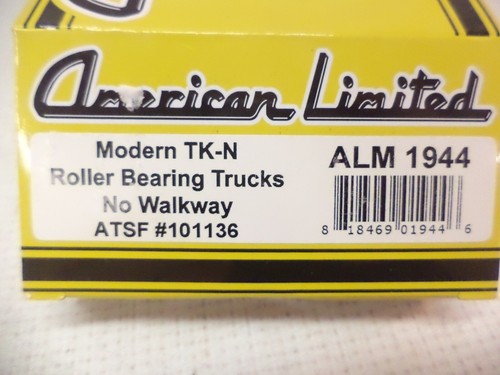 American Limited
Modern TK-N
Roller Bearing Trucks
No Walkway
ATSF #101136
ALM 1944
8 18469 01944 6